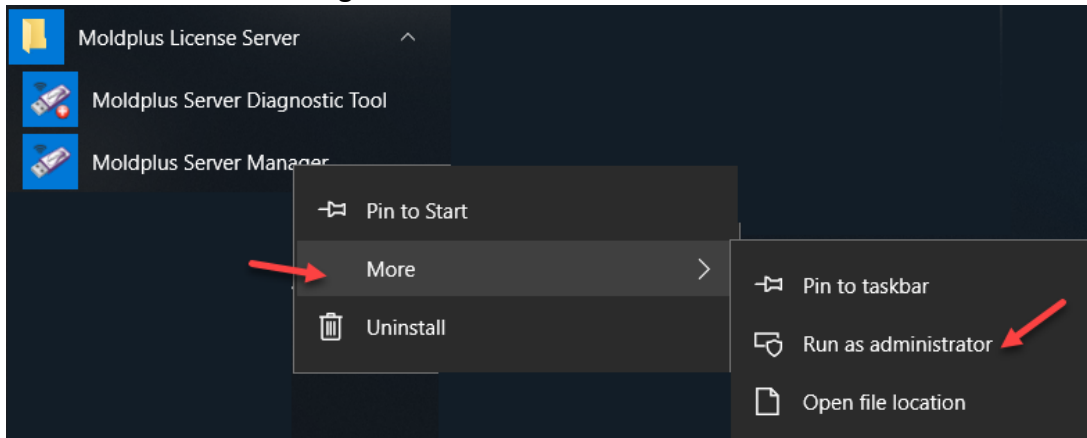 Moldplus License Server
Moldplus Server Diagnostic Tool
Moldplus Server Manager
Pin to Start
More
Uninstall
Pin to taskbar
Run as administrator
Open file location